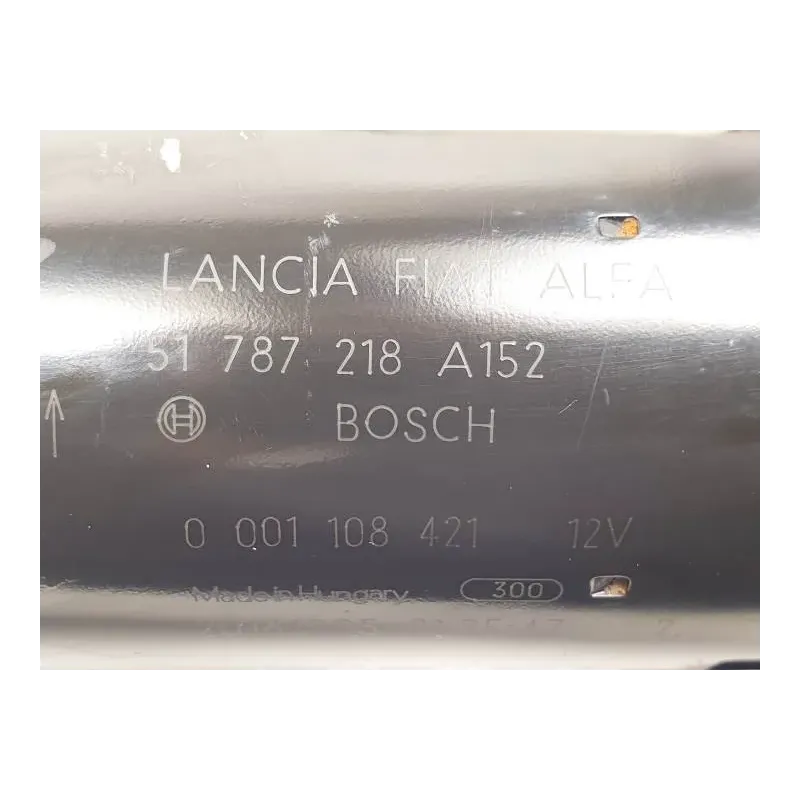 LANCIA FIAT ALFA
51 787 218 A152
BOSCH
0 001 108 421 12V
Made in Hungary 300